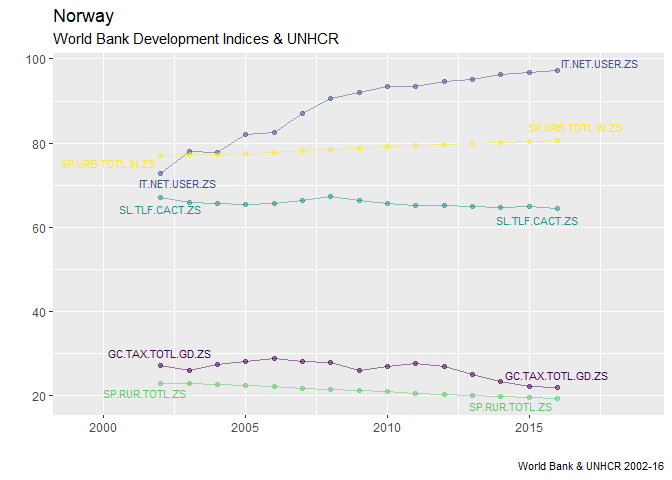 Norway
World Bank Development Indices & UNHCR
100
IT.NET.USER.ZS
SP.URB.TOTL.IN.ZS
80
SP.URB.TOTL.IN.ZS
IT.NET.USER.ZS
SL.TLF.CACT.ZS
SL.TLF.CACT.ZS
60
40
GC.TAX.TOTL.GD.ZS
GC.TAX.TOTL.GD.ZS
20
SP.RUR.TOTL.ZS
SP.RUR.TOTL.ZS
2000 2005 2010 2015
World Bank & UNHCR 2002-16